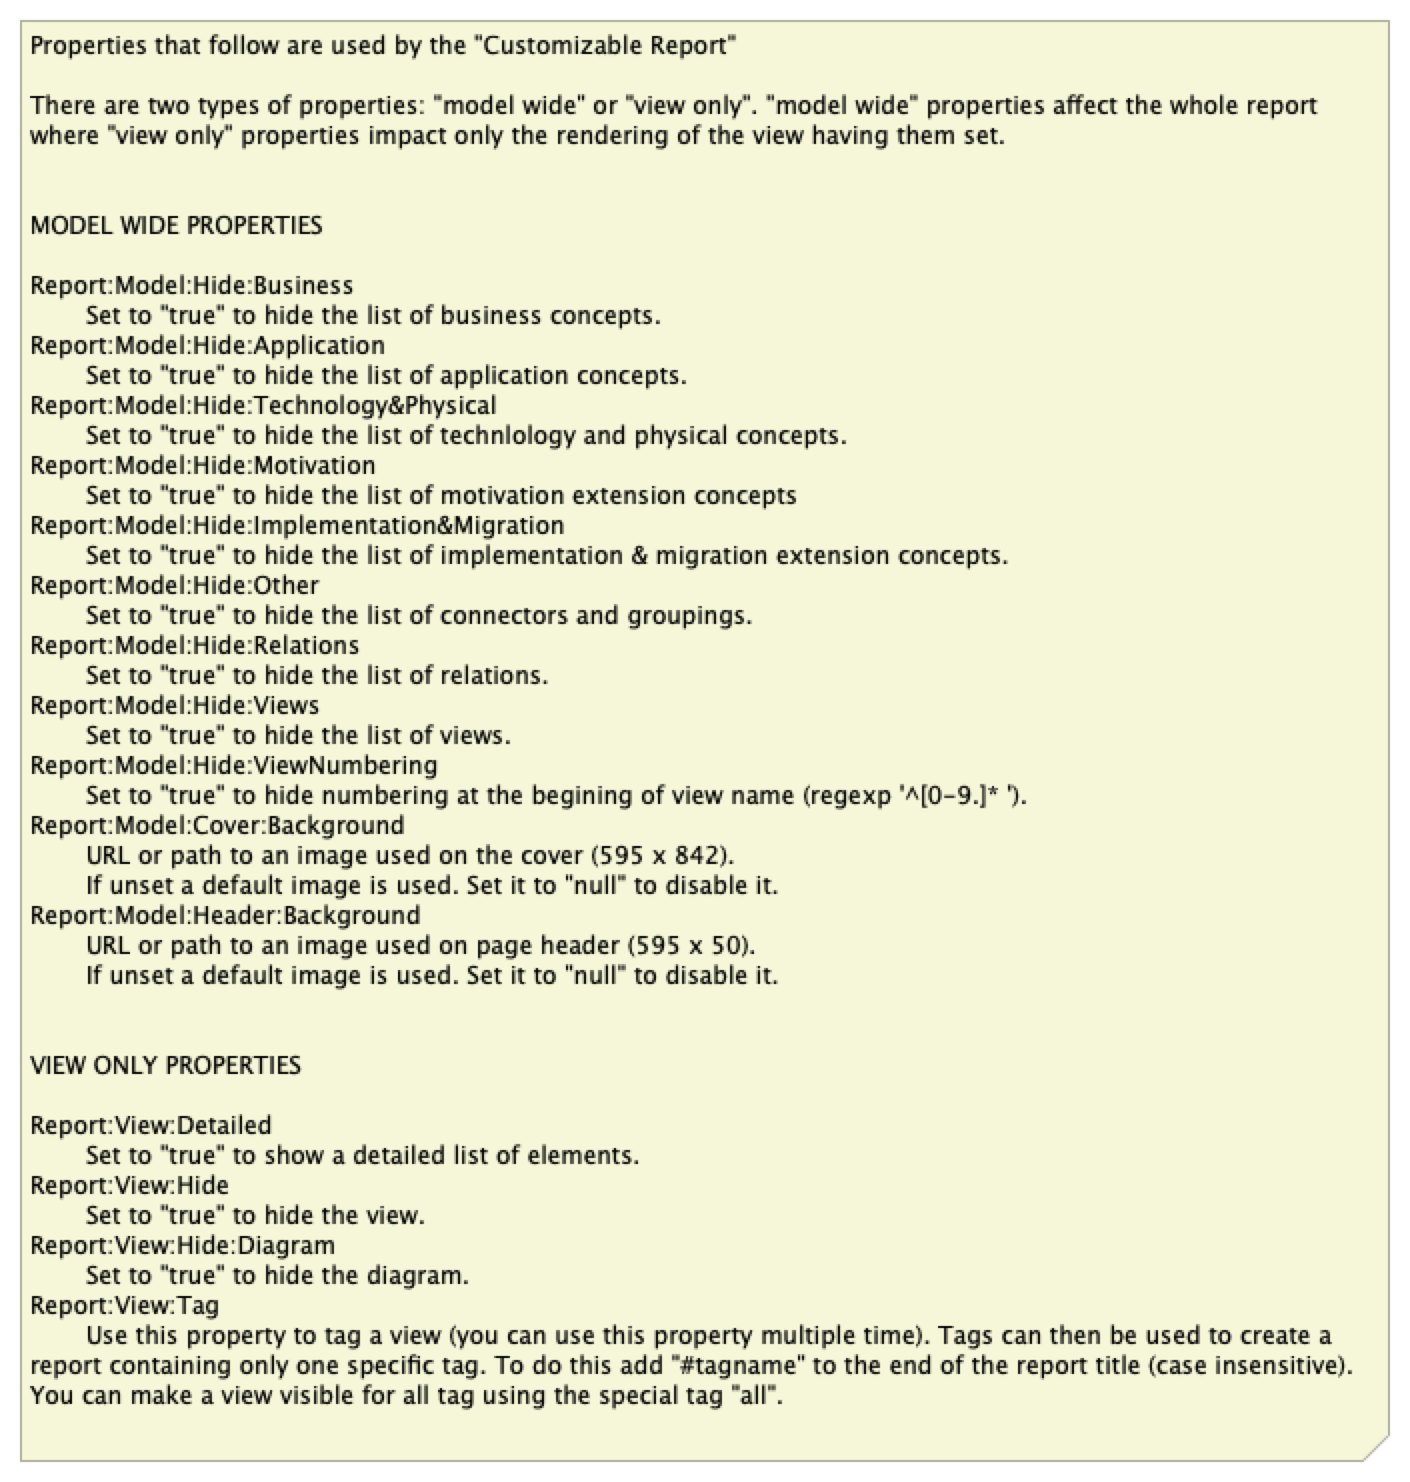 Properties that follow are used by the "Customizable Report"
There are two types of properties: "model wide" or "view only". "model wide" properties affect the whole report
where "view only" properties impact only the rendering of the view having them set.
MODEL WIDE PROPERTIES
Report:Model:Hide:Business
Set to "true" to hide the list of business concepts.
Report:Model:Hide:Application
Set to "true" to hide the list of application concepts.
Report:Model:Hide:Technology&Physical
Set to "true" to hide the list of technlology and physical concepts.
Report:Model:Hide:Motivation
Set to "true" to hide the list of motivation extension concepts
Report:Model:Hide:Implementation&Migration
Set to "true" to hide the list of implementation & migration extension concepts.
Report:Model:Hide:Other
Set to "true" to hide the list of connectors and groupings.
Report:Model:Hide:Relations
Set to "true" to hide the list of relations.
Report:Model:Hide:Views
Set to "true" to hide the list of views.
Report:Model:Hide:ViewNumbering
Set to "true" to hide numbering at the begining of view name (regexp '^[0-9.]* ').
Report:Model:Cover:Background
URL or path to an image used on the cover (595 x 842).
If unset a default image is used. Set it to "null" to disable it.
Report:Model:Header:Background
URL or path to an image used on page header (595 x 50).
If unset a default image is used. Set it to "null" to disable it.
VIEW ONLY PROPERTIES
Report:View:Detailed
Set to "true" to show a detailed list of elements.
Report:View:Hide
Set to "true" to hide the view.
Report:View:Hide:Diagram
Set to "true" to hide the diagram.
Report:View:Tag
Use this property to tag a view (you can use this property multiple time). Tags can then be used to create a
report containing only one specific tag. To do this add "#tagname" to the end of the report title (case insensitive).
You can make a view visible for all tag using the special tag "all".